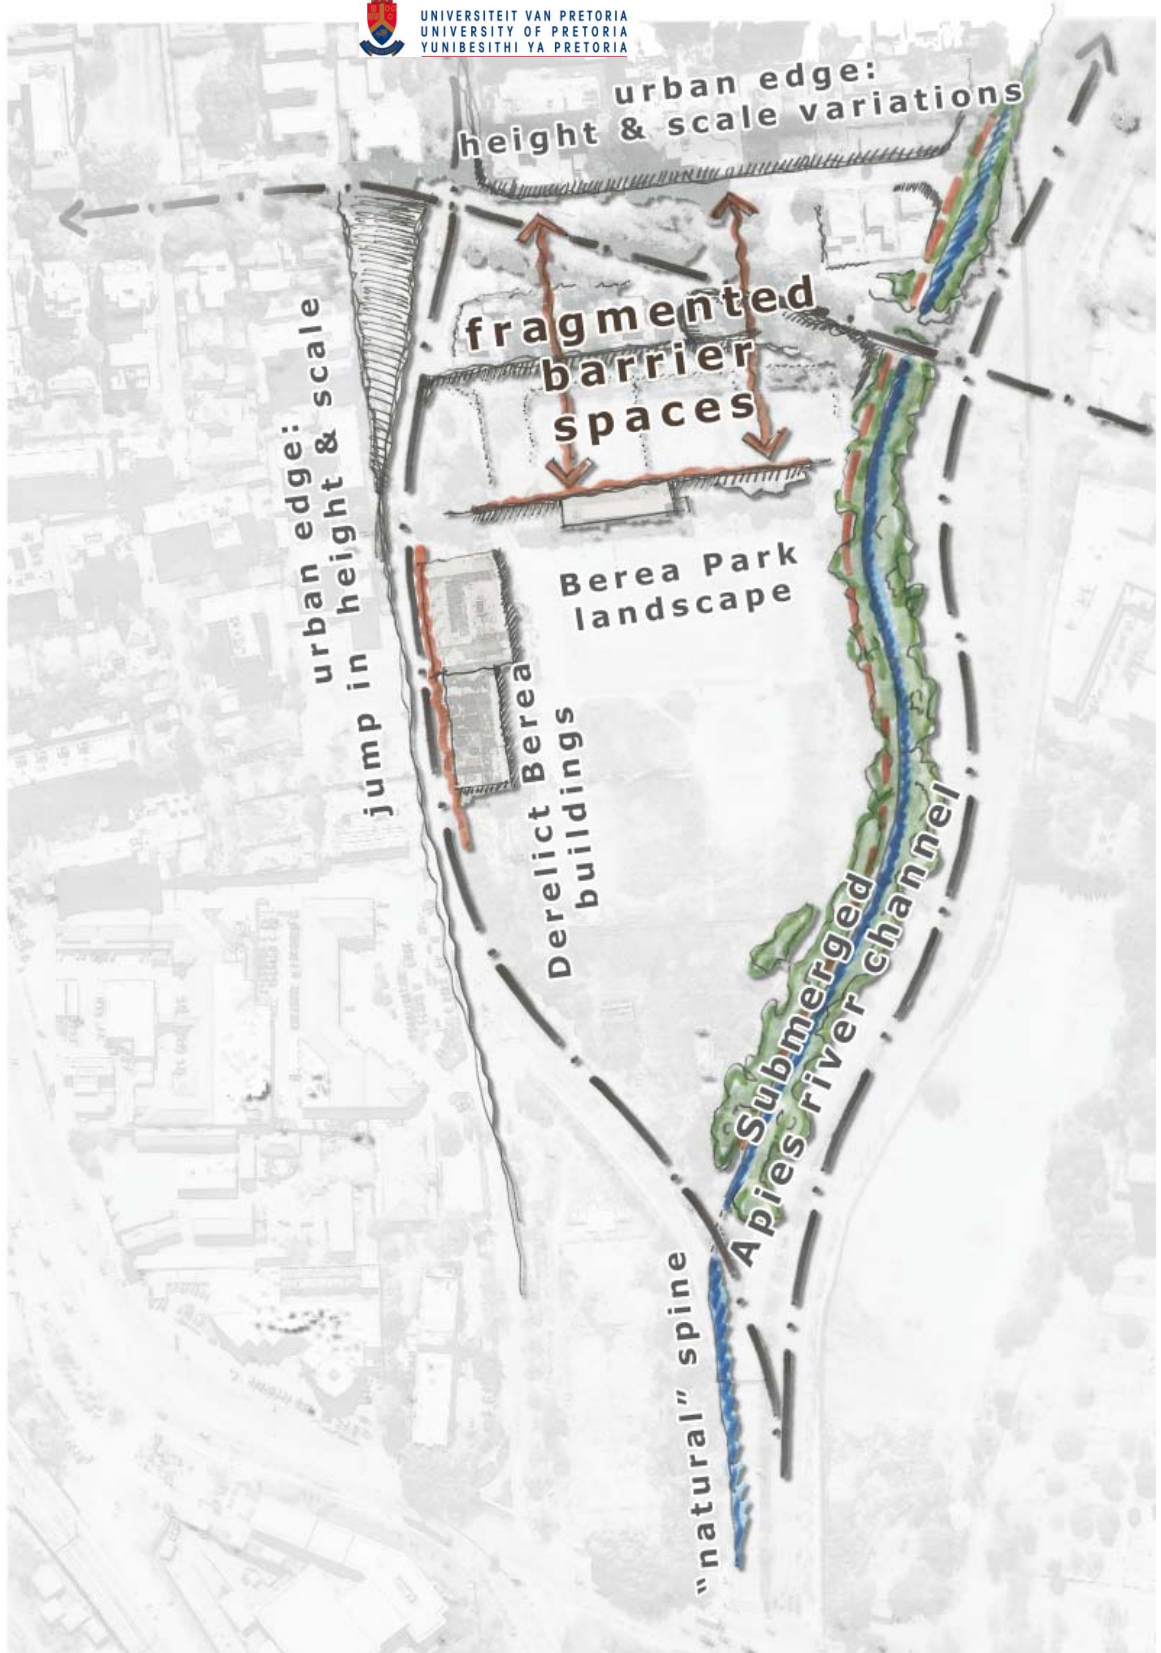 UNIVERSITEIT VAN PRETORIA
UNIVERSITY OF PRETORIA
YUNIBESITHI YA PRETORIA
urban edge:
height & scale variations
fragmented
barrier
spaces
urban edge:
jump in height & scale
Berea Park
landscape
Derelict Berea
buildings
Submerged
Apies river channel
"natural" spine